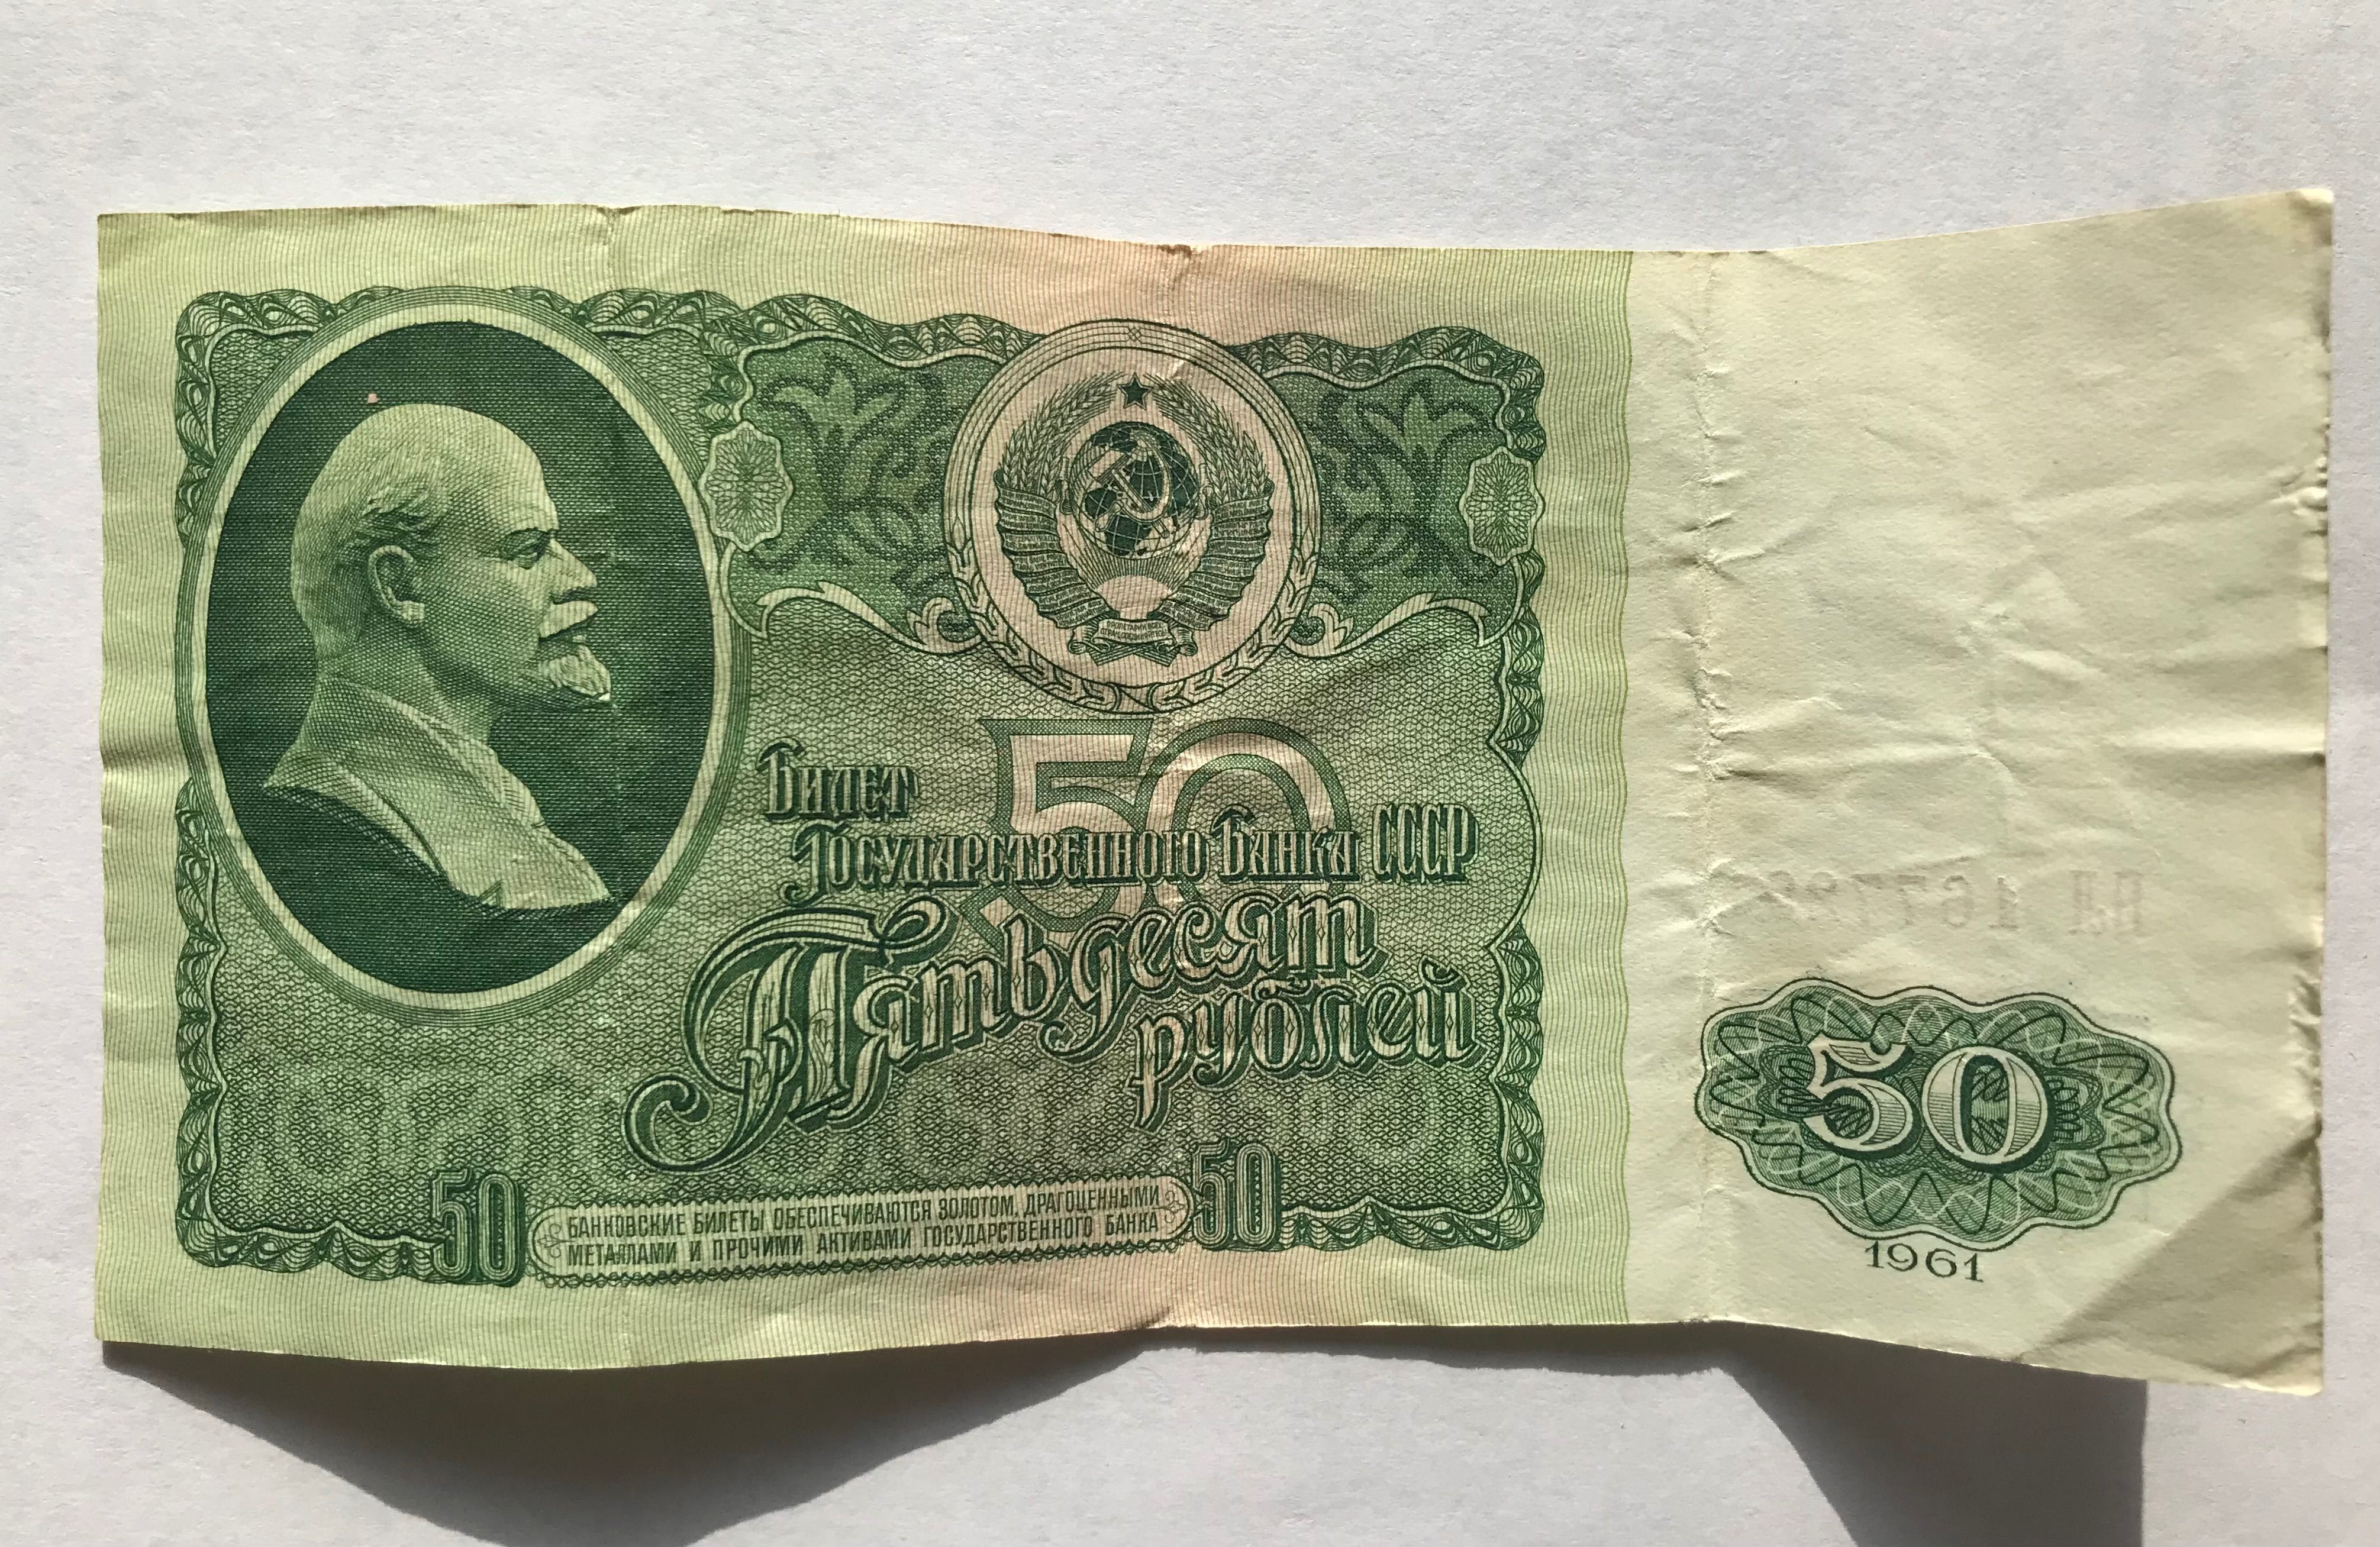 50
Билет
Государственного Банка СССР
Пятьдесят
рублей
50
БАНКОВСКИЕ БИЛЕТЫ ОБЕСПЕЧИВАЮТСЯ ЗОЛОТОМ, ДРАГОЦЕННЫМИ
МЕТАЛЛАМИ И ПРОЧИМИ АКТИВАМИ ГОСУДАРСТВЕННОГО БАНКА
50
50
1961